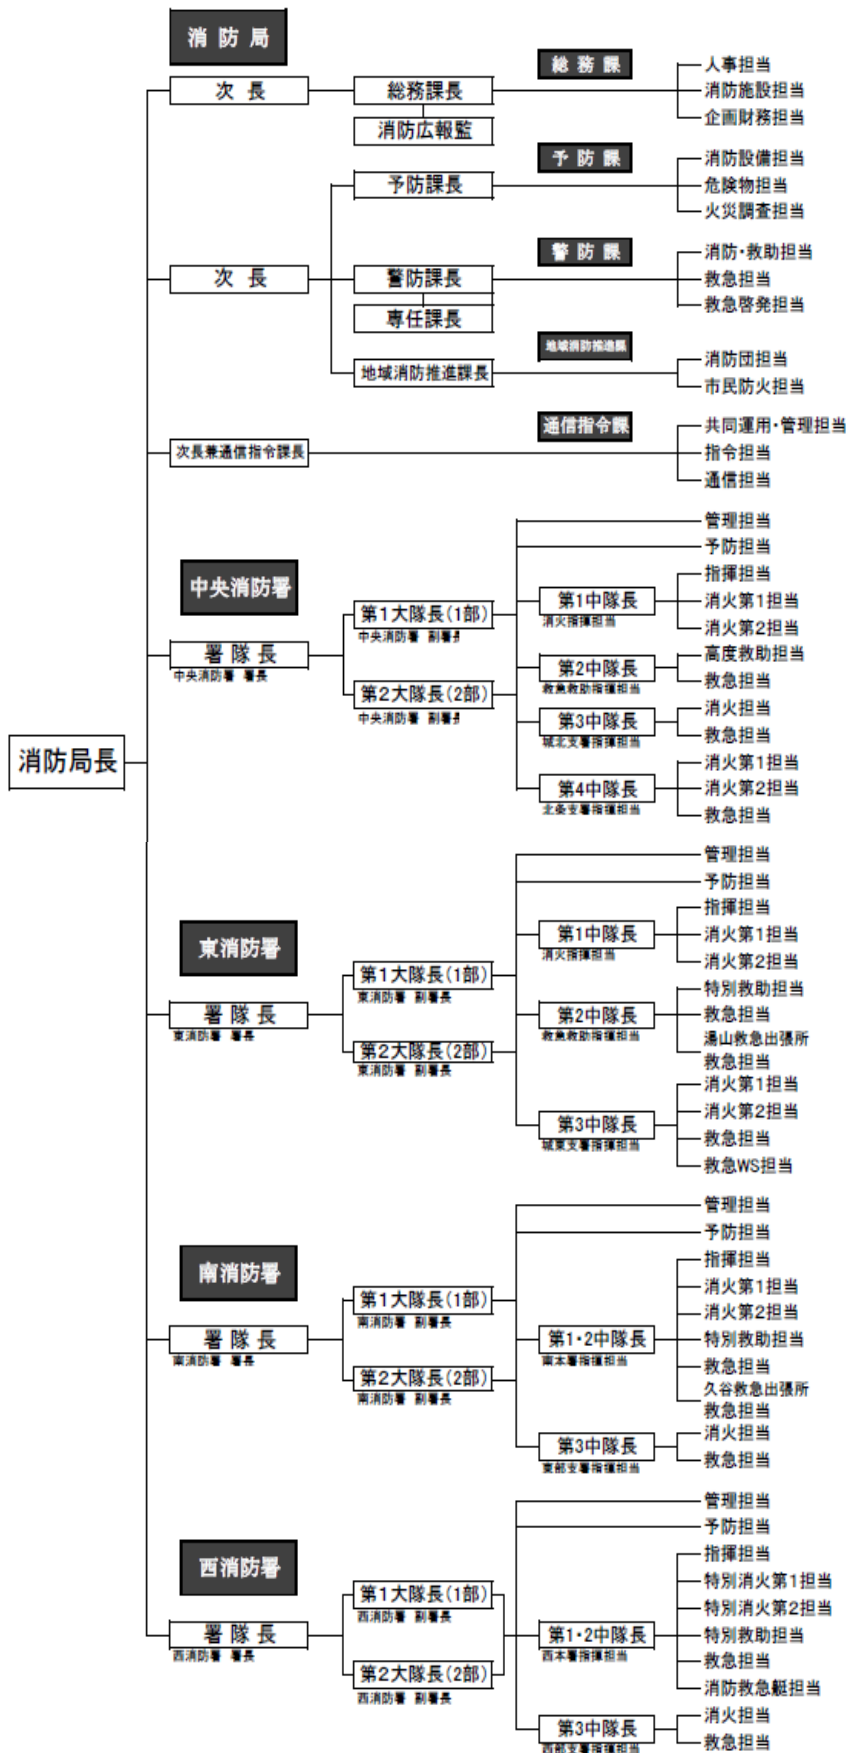 消防局
総務課
人事担当
次長
総務課長
消防施設担当
消防広報監
企画財務担当
予防課
消防設備担当
予防課長
危険物担当
火災調査担当
警防課
消防・救助担当
次長
警防課長
救急担当
専任課長
救急啓発担当
地域消防推進課
消防団担当
地域消防推進課長
市民防火担当
通信指令課
共同運用・管理担当
次長兼通信指令課長
指令担当
通信担当
管理担当
予防担当
中央消防署
指揮担当
第1中隊長
消火指揮担当
消火第1担当
第1大隊長(1部)
中央消防署 副署長
消火第2担当
署隊長
中央消防署 署長
高度救助担当
第2中隊長
救急救助指揮担当
救急担当
第2大隊長(2部)
中央消防署 副署長
消火担当
第3中隊長
城北支署指揮担当
救急担当
消防局長
消火第1担当
第4中隊長
北条支署指揮担当
消火第2担当
救急担当
管理担当
予防担当
東消防署
指揮担当
第1中隊長
消火指揮担当
消火第1担当
消火第2担当
第1大隊長(1部)
東消防署 副署長
特別救助担当
署隊長
東消防署 署長
第2中隊長
救急救助指揮担当
救急担当
湯山救急出張所
救急担当
第2大隊長(2部)
東消防署 副署長
消火第1担当
消火第2担当
第3中隊長
城東支署指揮担当
救急担当
救急WS担当
管理担当
予防担当
南消防署
指揮担当
消火第1担当
第1大隊長(1部)
南消防署 副署長
消火第2担当
署隊長
南消防署 署長
第1・2中隊長
南本署指揮担当
特別救助担当
救急担当
第2大隊長(2部)
南消防署 副署長
久谷救急出張所
救急担当
消火担当
第3中隊長
東部支署指揮担当
救急担当
管理担当
予防担当
西消防署
指揮担当
特別消火第1担当
第1大隊長(1部)
西消防署 副署長
特別消火第2担当
署隊長
西消防署 署長
第1・2中隊長
西本署指揮担当
特別救助担当
救急担当
第2大隊長(2部)
西消防署 副署長
消防救急艇担当
消火担当
第3中隊長
西部支署指揮担当
救急担当